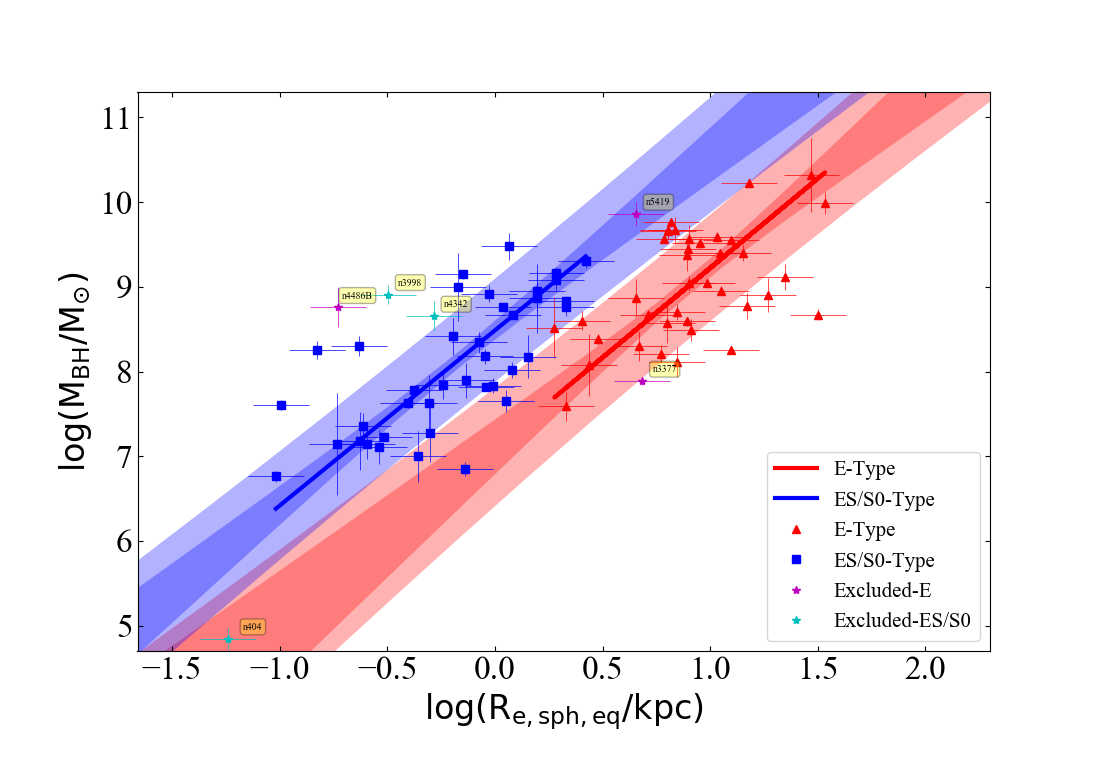 11
10
9
8
7
6
5
−1.5 −1.0 −0.5 0.0 0.5 1.0 1.5 2.0
log(M_BH/M_⊙)
log(R_e,sph,eq/kpc)
n5419
n3998
n4486B
n4342
n3377
n404
E-Type
ES/S0-Type
E-Type
ES/S0-Type
Excluded-E
Excluded-ES/S0